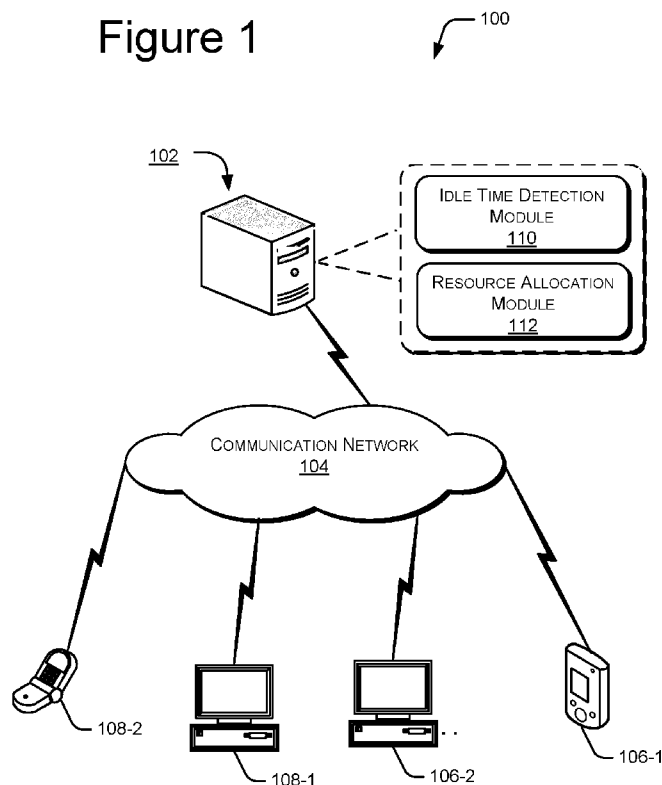 Figure 1
100
102
IDLE TIME DETECTION
MODULE
110
RESOURCE ALLOCATION
MODULE
112
COMMUNICATION NETWORK
104
108-2
108-1
106-2
. .
106-1